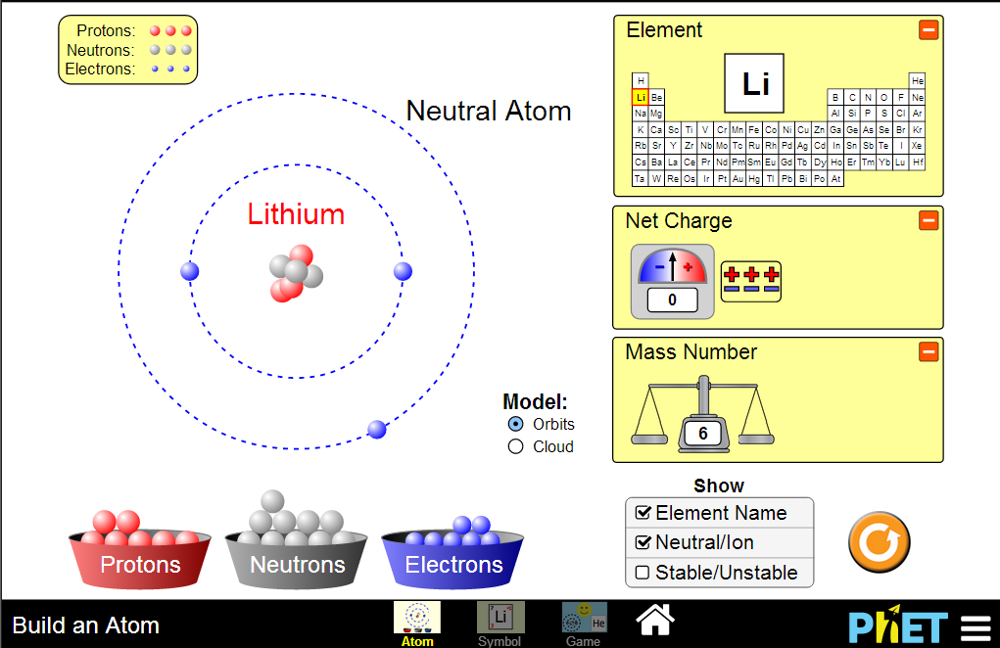 Protons:
Neutrons:
Electrons:
Neutral Atom
Lithium
Model:
Orbits
Cloud
Protons
Neutrons
Electrons
Element
Li
H He
Li Be B C N O F Ne
Na Mg Al Si P S Cl Ar
K Ca Sc Ti V Cr Mn Fe Co Ni Cu Zn Ga Ge As Se Br Kr
Rb Sr Y Zr Nb Mo Tc Ru Rh Pd Ag Cd In Sn Sb Te I Xe
Cs Ba La Ce Pr Nd Pm Sm Eu Gd Tb Dy Ho Er Tm Yb Lu Hf
Ta W Re Os Ir Pt Au Hg Tl Pb Bi Po At
Net Charge
- +
0
Mass Number
6
Show
Element Name
Neutral/Ion
Stable/Unstable
Build an Atom
Atom
Li
Symbol
He
Game
PhET